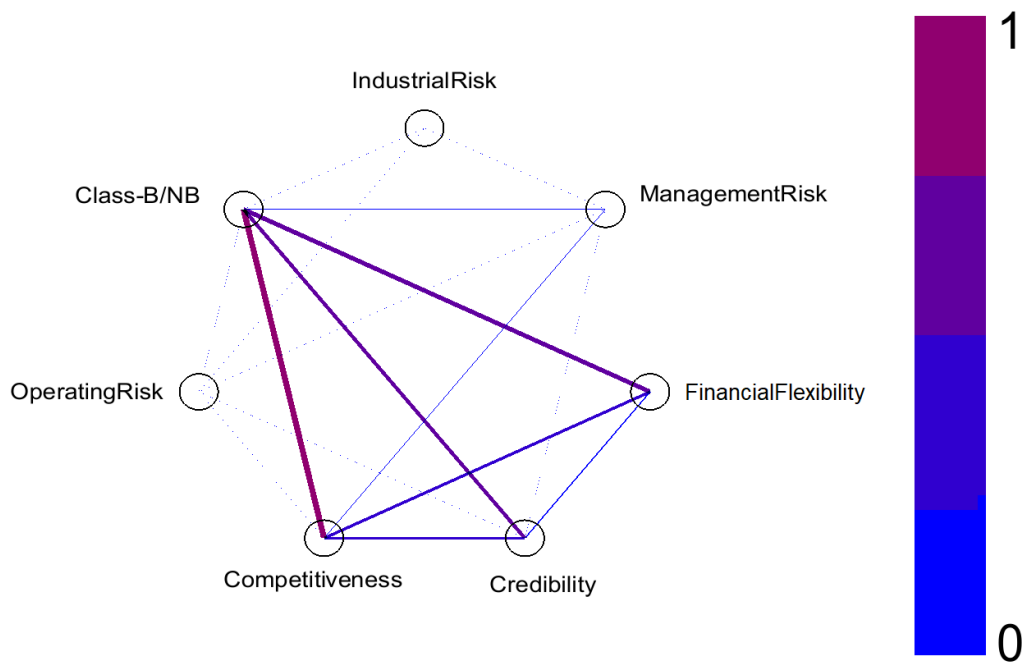 1
IndustrialRisk
Class-B/NB
ManagementRisk
OperatingRisk
FinancialFlexibility
Competitiveness
Credibility
0